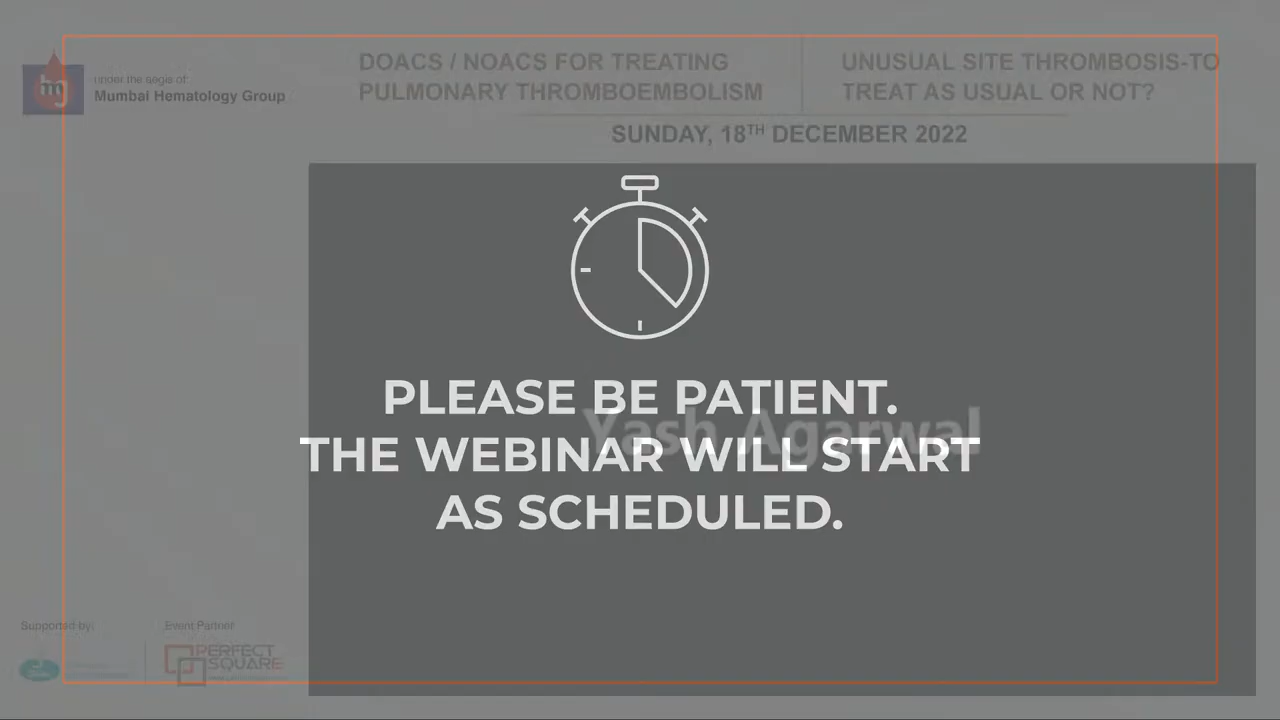 under the aegis of:
Mumbai Hematology Group
DOACS / NOACS FOR TREATING
PULMONARY THROMBOEMBOLISM
UNUSUAL SITE THROMBOSIS-TO
TREAT AS USUAL OR NOT?
SUNDAY, 18TH DECEMBER 2022
PLEASE BE PATIENT.
Yash Agarwal
THE WEBINAR WILL START
AS SCHEDULED.
Supported by:
Event Partner
PERFECT
SQUARE